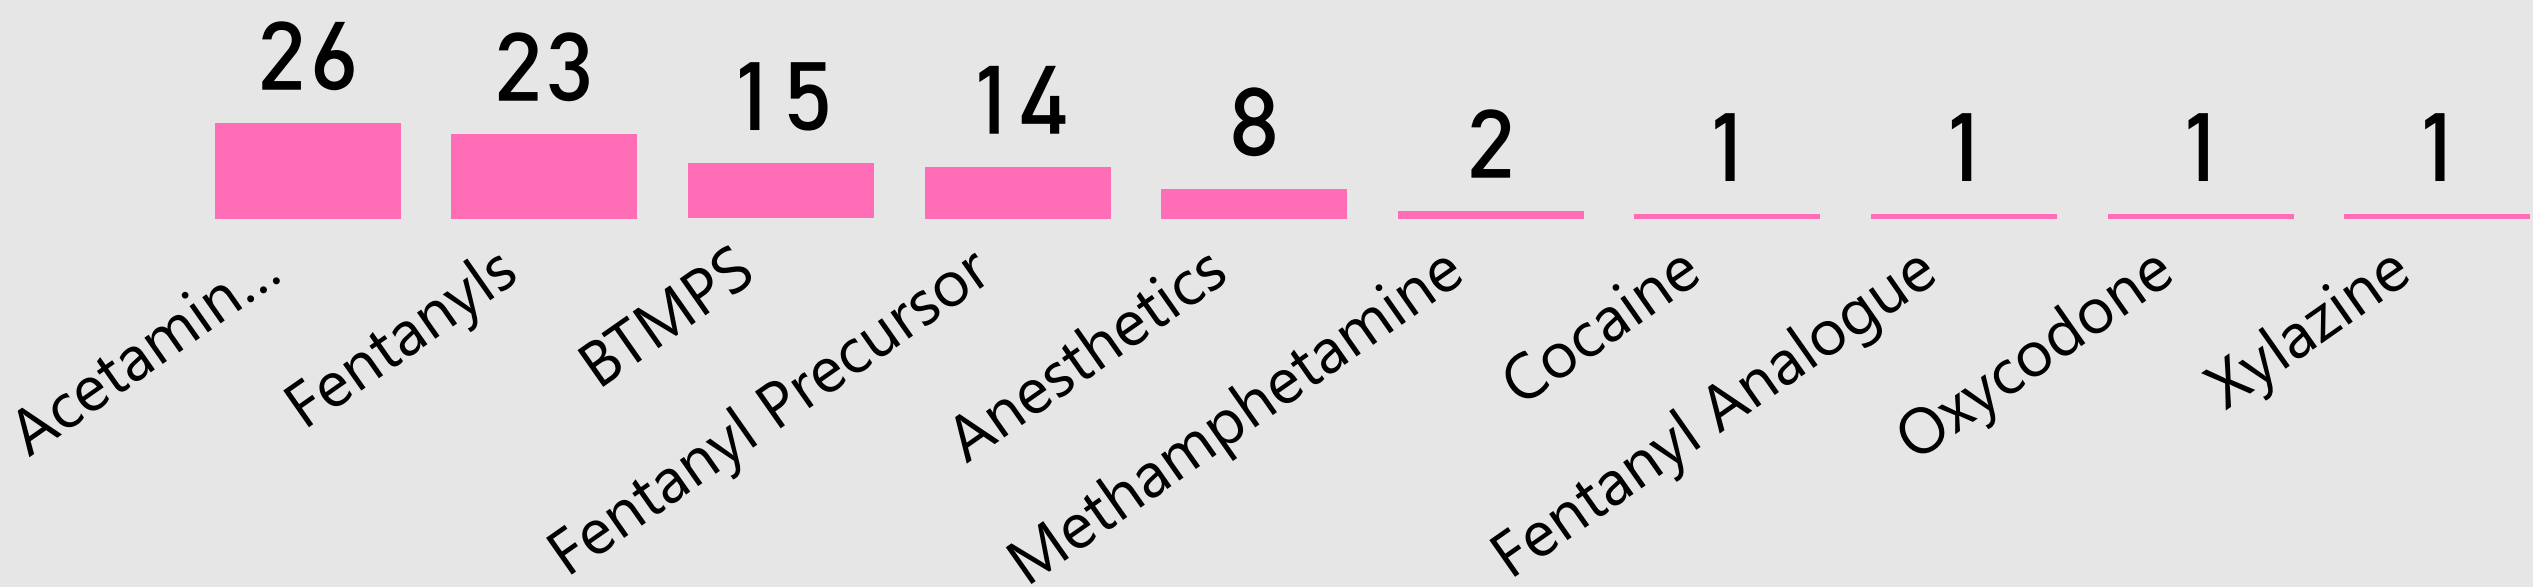 26
23
15
14
8
2
1
1
1
1
Acetamin...
Fentanyls
BTMPS
Fentanyl Precursor
Anesthetics
Methamphetamine
Cocaine
Fentanyl Analogue
Oxycodone
Xylazine